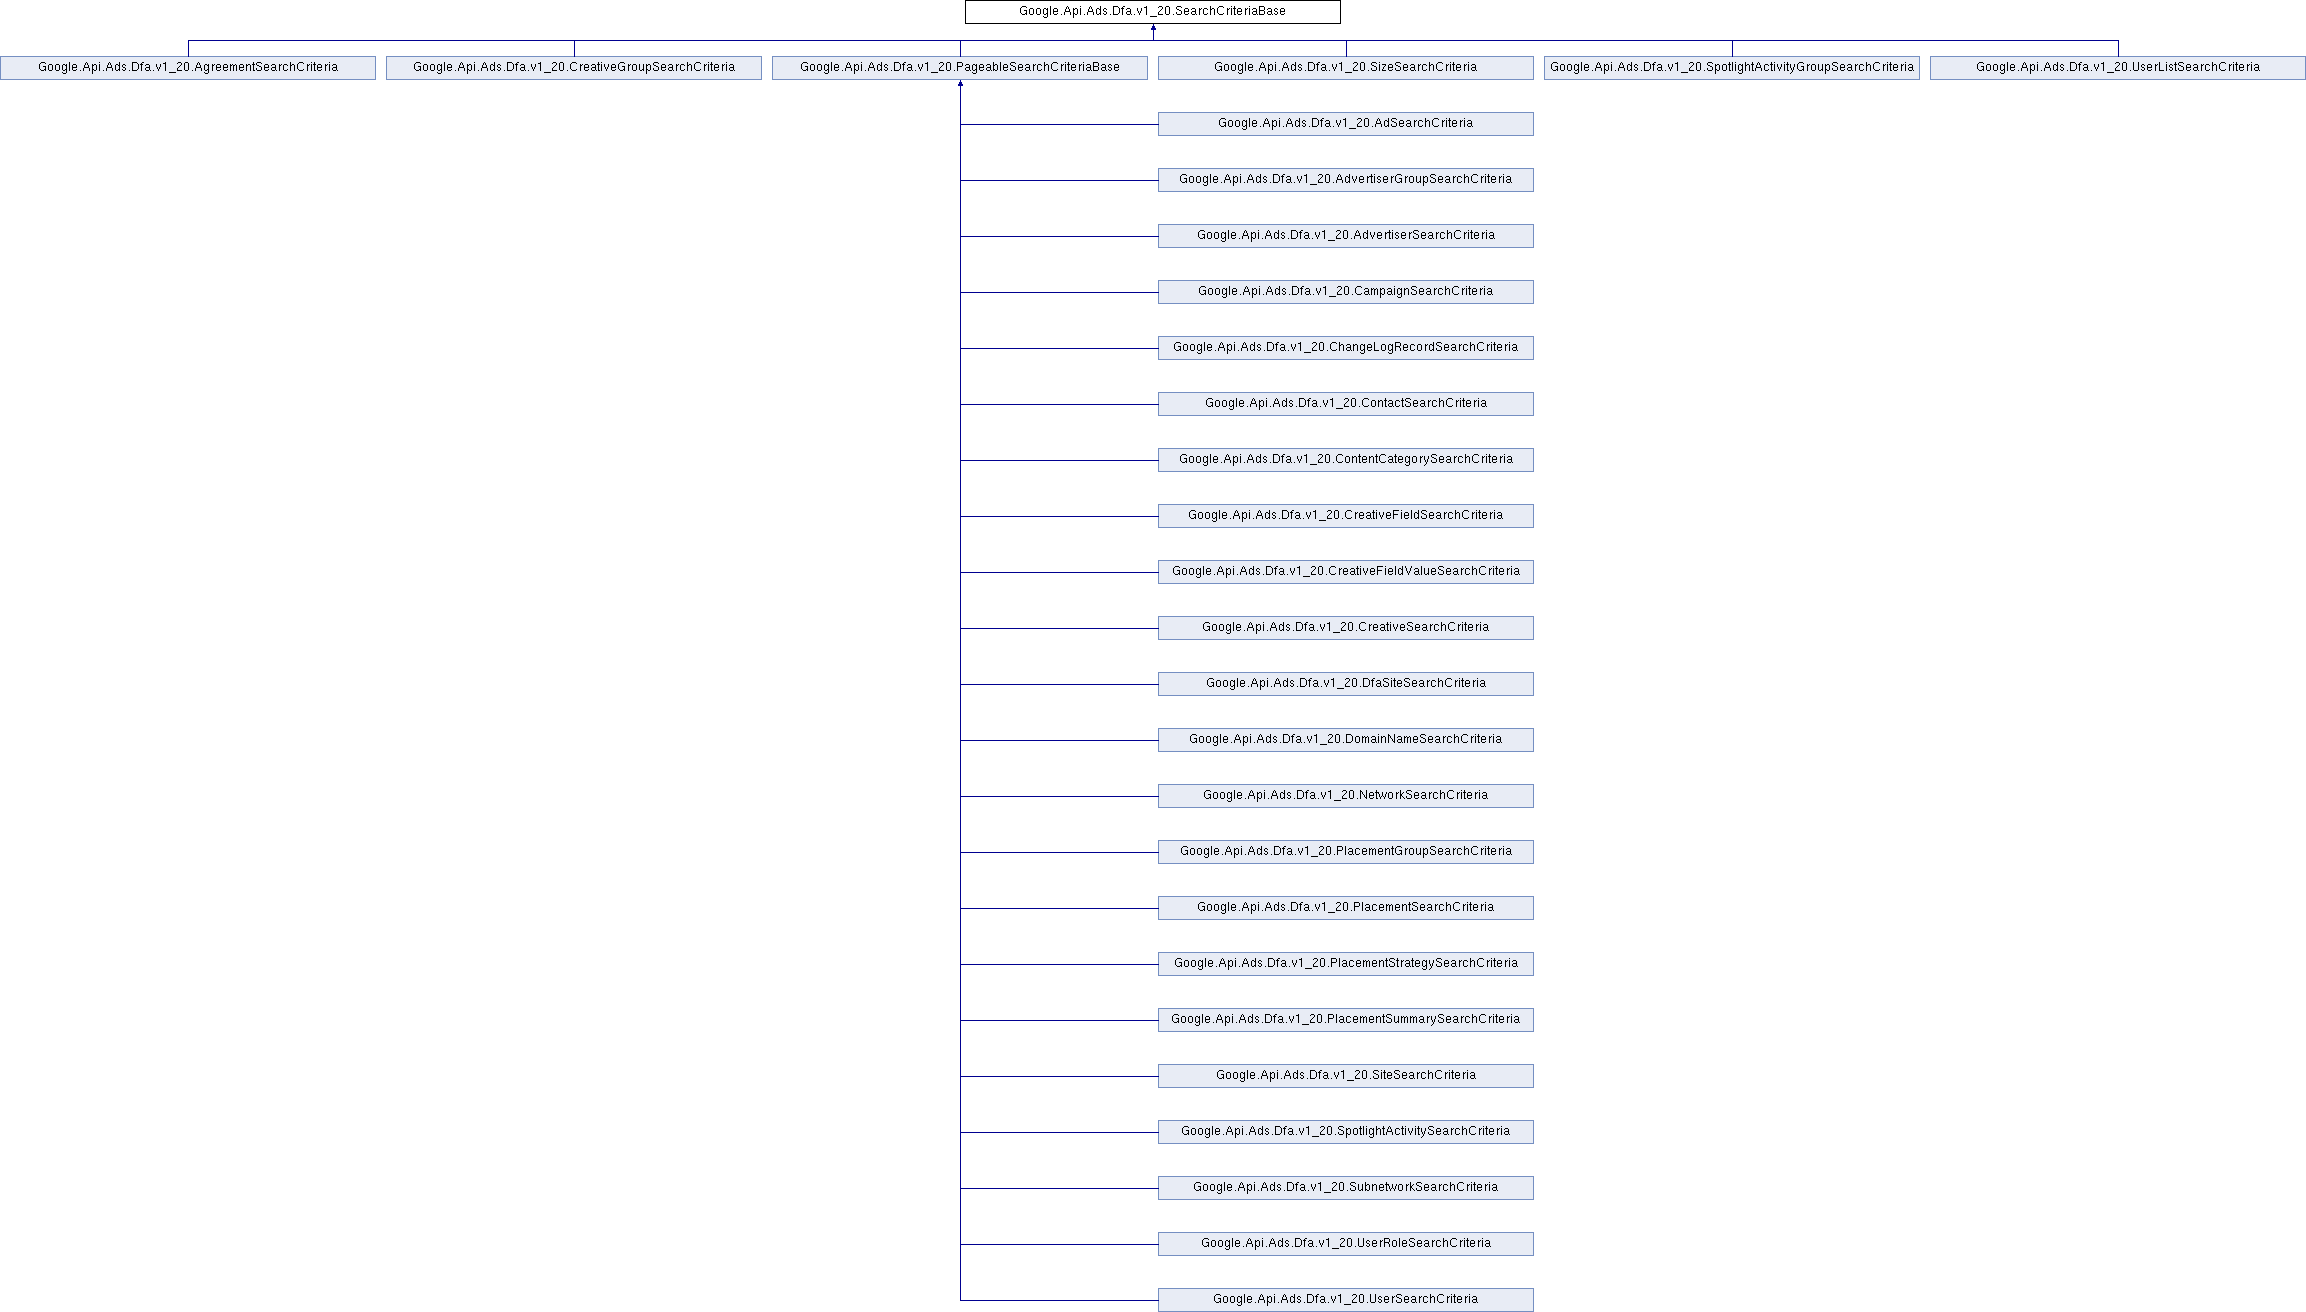 Google.Api.Ads.Dfa.v1_20.SearchCriteriaBase
Google.Api.Ads.Dfa.v1_20.AgreementSearchCriteria
Google.Api.Ads.Dfa.v1_20.CreativeGroupSearchCriteria
Google.Api.Ads.Dfa.v1_20.PageableSearchCriteriaBase
Google.Api.Ads.Dfa.v1_20.SizeSearchCriteria
Google.Api.Ads.Dfa.v1_20.SpotlightActivityGroupSearchCriteria
Google.Api.Ads.Dfa.v1_20.UserListSearchCriteria
Google.Api.Ads.Dfa.v1_20.AdSearchCriteria
Google.Api.Ads.Dfa.v1_20.AdvertiserGroupSearchCriteria
Google.Api.Ads.Dfa.v1_20.AdvertiserSearchCriteria
Google.Api.Ads.Dfa.v1_20.CampaignSearchCriteria
Google.Api.Ads.Dfa.v1_20.ChangeLogRecordSearchCriteria
Google.Api.Ads.Dfa.v1_20.ContactSearchCriteria
Google.Api.Ads.Dfa.v1_20.ContentCategorySearchCriteria
Google.Api.Ads.Dfa.v1_20.CreativeFieldSearchCriteria
Google.Api.Ads.Dfa.v1_20.CreativeFieldValueSearchCriteria
Google.Api.Ads.Dfa.v1_20.CreativeSearchCriteria
Google.Api.Ads.Dfa.v1_20.DfaSiteSearchCriteria
Google.Api.Ads.Dfa.v1_20.DomainNameSearchCriteria
Google.Api.Ads.Dfa.v1_20.NetworkSearchCriteria
Google.Api.Ads.Dfa.v1_20.PlacementGroupSearchCriteria
Google.Api.Ads.Dfa.v1_20.PlacementSearchCriteria
Google.Api.Ads.Dfa.v1_20.PlacementStrategySearchCriteria
Google.Api.Ads.Dfa.v1_20.PlacementSummarySearchCriteria
Google.Api.Ads.Dfa.v1_20.SiteSearchCriteria
Google.Api.Ads.Dfa.v1_20.SpotlightActivitySearchCriteria
Google.Api.Ads.Dfa.v1_20.SubnetworkSearchCriteria
Google.Api.Ads.Dfa.v1_20.UserRoleSearchCriteria
Google.Api.Ads.Dfa.v1_20.UserSearchCriteria